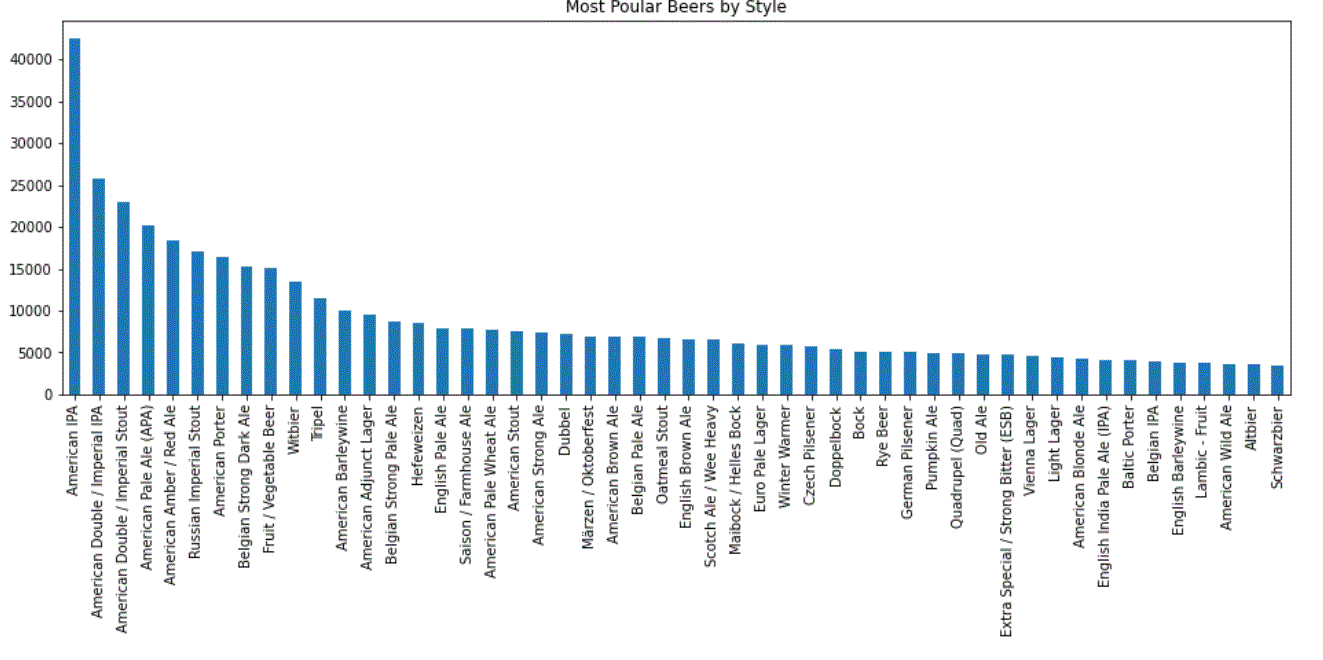 Most Poular Beers by Style
40000
35000
30000
25000
20000
15000
10000
5000
0
American IPA
American Double / Imperial IPA
American Double / Imperial Stout
American Pale Ale (APA)
American Amber / Red Ale
Russian Imperial Stout
American Porter
Belgian Strong Dark Ale
Fruit / Vegetable Beer
Witbier
Tripel
American Barleywine
American Adjunct Lager
Belgian Strong Pale Ale
Hefeweizen
English Pale Ale
Saison / Farmhouse Ale
American Pale Wheat Ale
American Stout
American Strong Ale
Dubbel
Märzen / Oktoberfest
American Brown Ale
Belgian Pale Ale
Oatmeal Stout
English Brown Ale
Scotch Ale / Wee Heavy
Maibock / Helles Bock
Euro Pale Lager
Winter Warmer
Czech Pilsener
Doppelbock
Bock
Rye Beer
German Pilsener
Pumpkin Ale
Quadrupel (Quad)
Old Ale
Extra Special / Strong Bitter (ESB)
Vienna Lager
Light Lager
American Blonde Ale
English India Pale Ale (IPA)
Baltic Porter
Belgian IPA
English Barleywine
Lambic - Fruit
American Wild Ale
Altbier
Schwarzbier